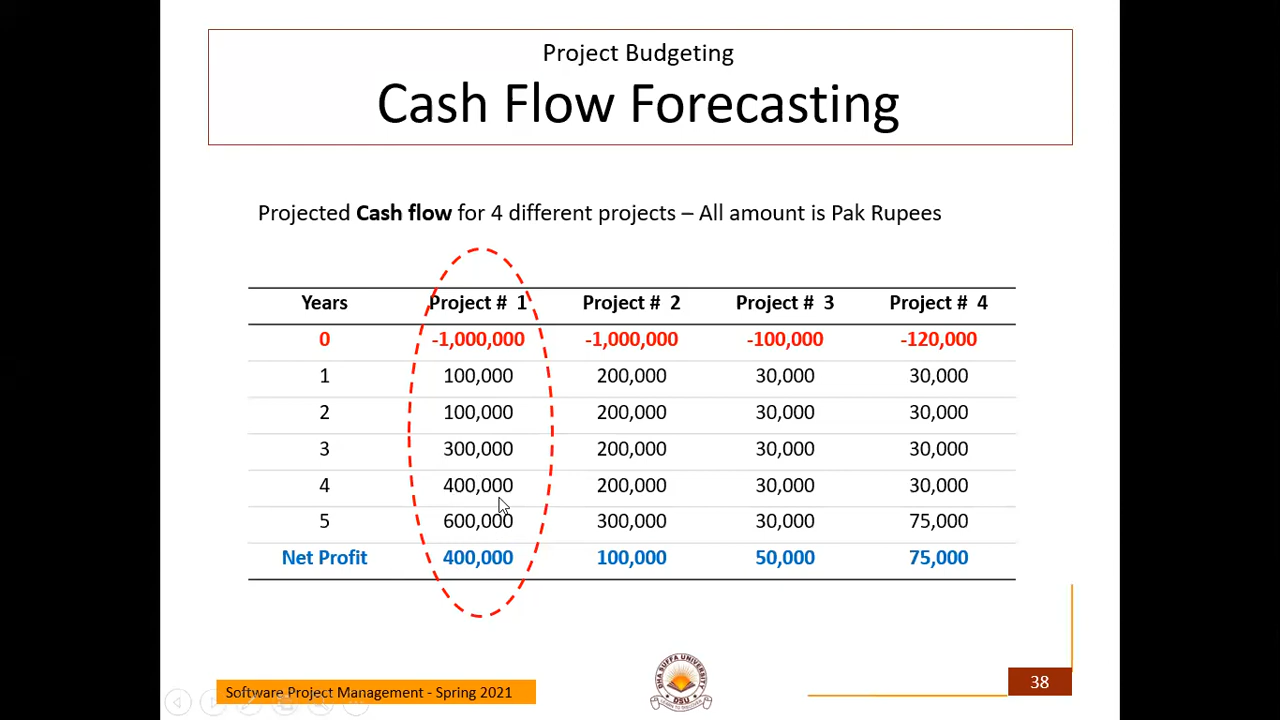 Project Budgeting
Cash Flow Forecasting
Projected Cash flow for 4 different projects – All amount is Pak Rupees
Years Project # 1 Project # 2 Project # 3 Project # 4
0 -1,000,000 -1,000,000 -100,000 -120,000
1 100,000 200,000 30,000 30,000
2 100,000 200,000 30,000 30,000
3 300,000 200,000 30,000 30,000
4 400,000 200,000 30,000 30,000
5 600,000 300,000 30,000 75,000
Net Profit 400,000 100,000 50,000 75,000
DHA SUFFA UNIVERSITY
DSU
Software Project Management - Spring 2021
38